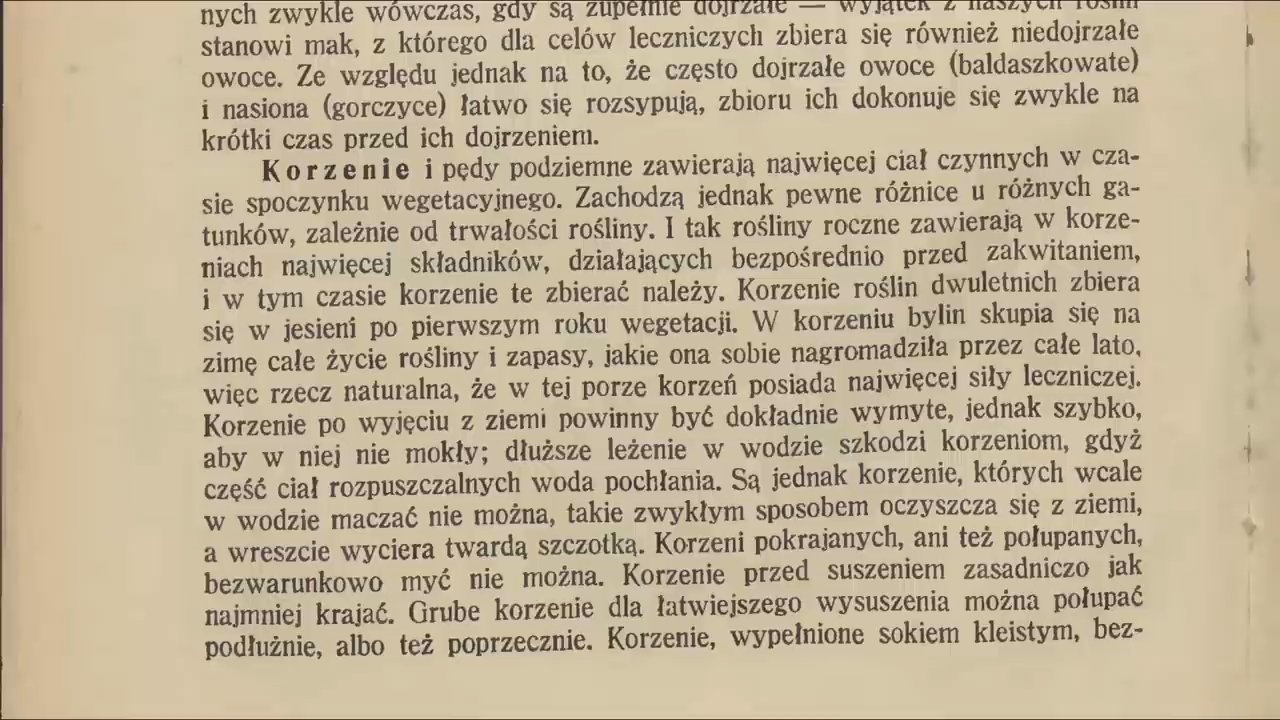 nych zwykle wówczas, gdy są zupełnie dojrzałe — wyjątek z naszych roślin
stanowi mak, z którego dla celów leczniczych zbiera się również niedojrzałe
owoce. Ze względu jednak na to, że często dojrzałe owoce (baldaszkowate)
i nasiona (gorczyce) łatwo się rozsypują, zbioru ich dokonuje się zwykle na
krótki czas przed ich dojrzeniem.
Korzenie i pędy podziemne zawierają najwięcej ciał czynnych w cza-
sie spoczynku wegetacyjnego. Zachodzą jednak pewne różnice u różnych ga-
tunków, zależnie od trwałości rośliny. I tak rośliny roczne zawierają w korze-
niach najwięcej składników, działających bezpośrednio przed zakwitaniem,
i w tym czasie korzenie te zbierać należy. Korzenie roślin dwuletnich zbiera
się w jesieni po pierwszym roku wegetacji. W korzeniu bylin skupia się na
zimę całe życie rośliny i zapasy, jakie ona sobie nagromadziła przez całe lato,
więc rzecz naturalna, że w tej porze korzeń posiada najwięcej siły leczniczej.
Korzenie po wyjęciu z ziemi powinny być dokładnie wymyte, jednak szybko,
aby w niej nie mokły; dłuższe leżenie w wodzie szkodzi korzeniom, gdyż
część ciał rozpuszczalnych woda pochłania. Są jednak korzenie, których wcale
w wodzie maczać nie można, takie zwykłym sposobem oczyszcza się z ziemi,
a wreszcie wyciera twardą szczotką. Korzeni pokrajanych, ani też połupanych,
bezwarunkowo myć nie można. Korzenie przed suszeniem zasadniczo jak
najmniej krajać. Grube korzenie dla łatwiejszego wysuszenia można połupać
podłużnie, albo też poprzecznie. Korzenie, wypełnione sokiem kleistym, bez-